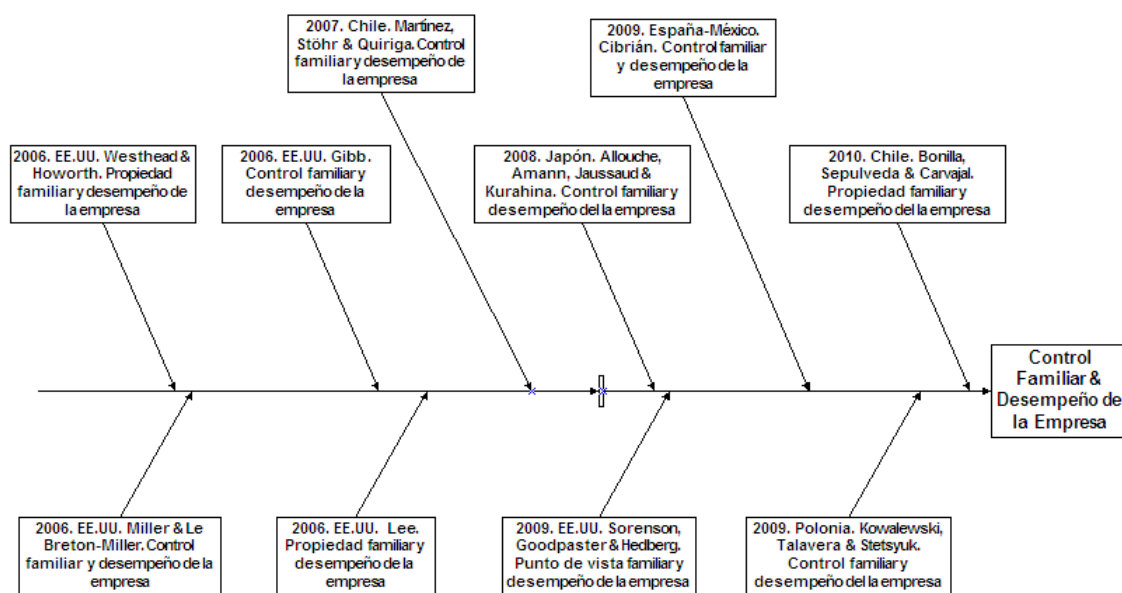 2007. Chile. Martínez,
Stöhr & Quiriga. Control
familiar y desempeño de
la empresa
2009. España-México.
Cibrián. Control familiar
y desempeño de la
empresa
2006. EE.UU. Westhead &
Howorth. Propiedad
familiar y desempeño de
la empresa
2006. EE.UU. Gibb.
Control familiar y
desempeño de la
empresa
2008. Japón. Allouche,
Amann, Jaussaud &
Kurahina. Control familiar y
desempeño del la empresa
2010. Chile. Bonilla,
Sepulveda & Carvajal.
Propiedad familiar y
desempeño del la empresa
Control
Familiar &
Desempeño de
la Empresa
2006. EE.UU. Miller & Le
Breton-Miller. Control
familiar y desempeño de la
empresa
2006. EE.UU. Lee.
Propiedad familiar y
desempeño de la
empresa
2009. EE.UU. Sorenson,
Goodpaster & Hedberg.
Punto de vista familiar y
desempeño de la empresa
2009. Polonia. Kowalewski,
Talavera & Stetsyuk.
Control familiar y
desempeño del la empresa